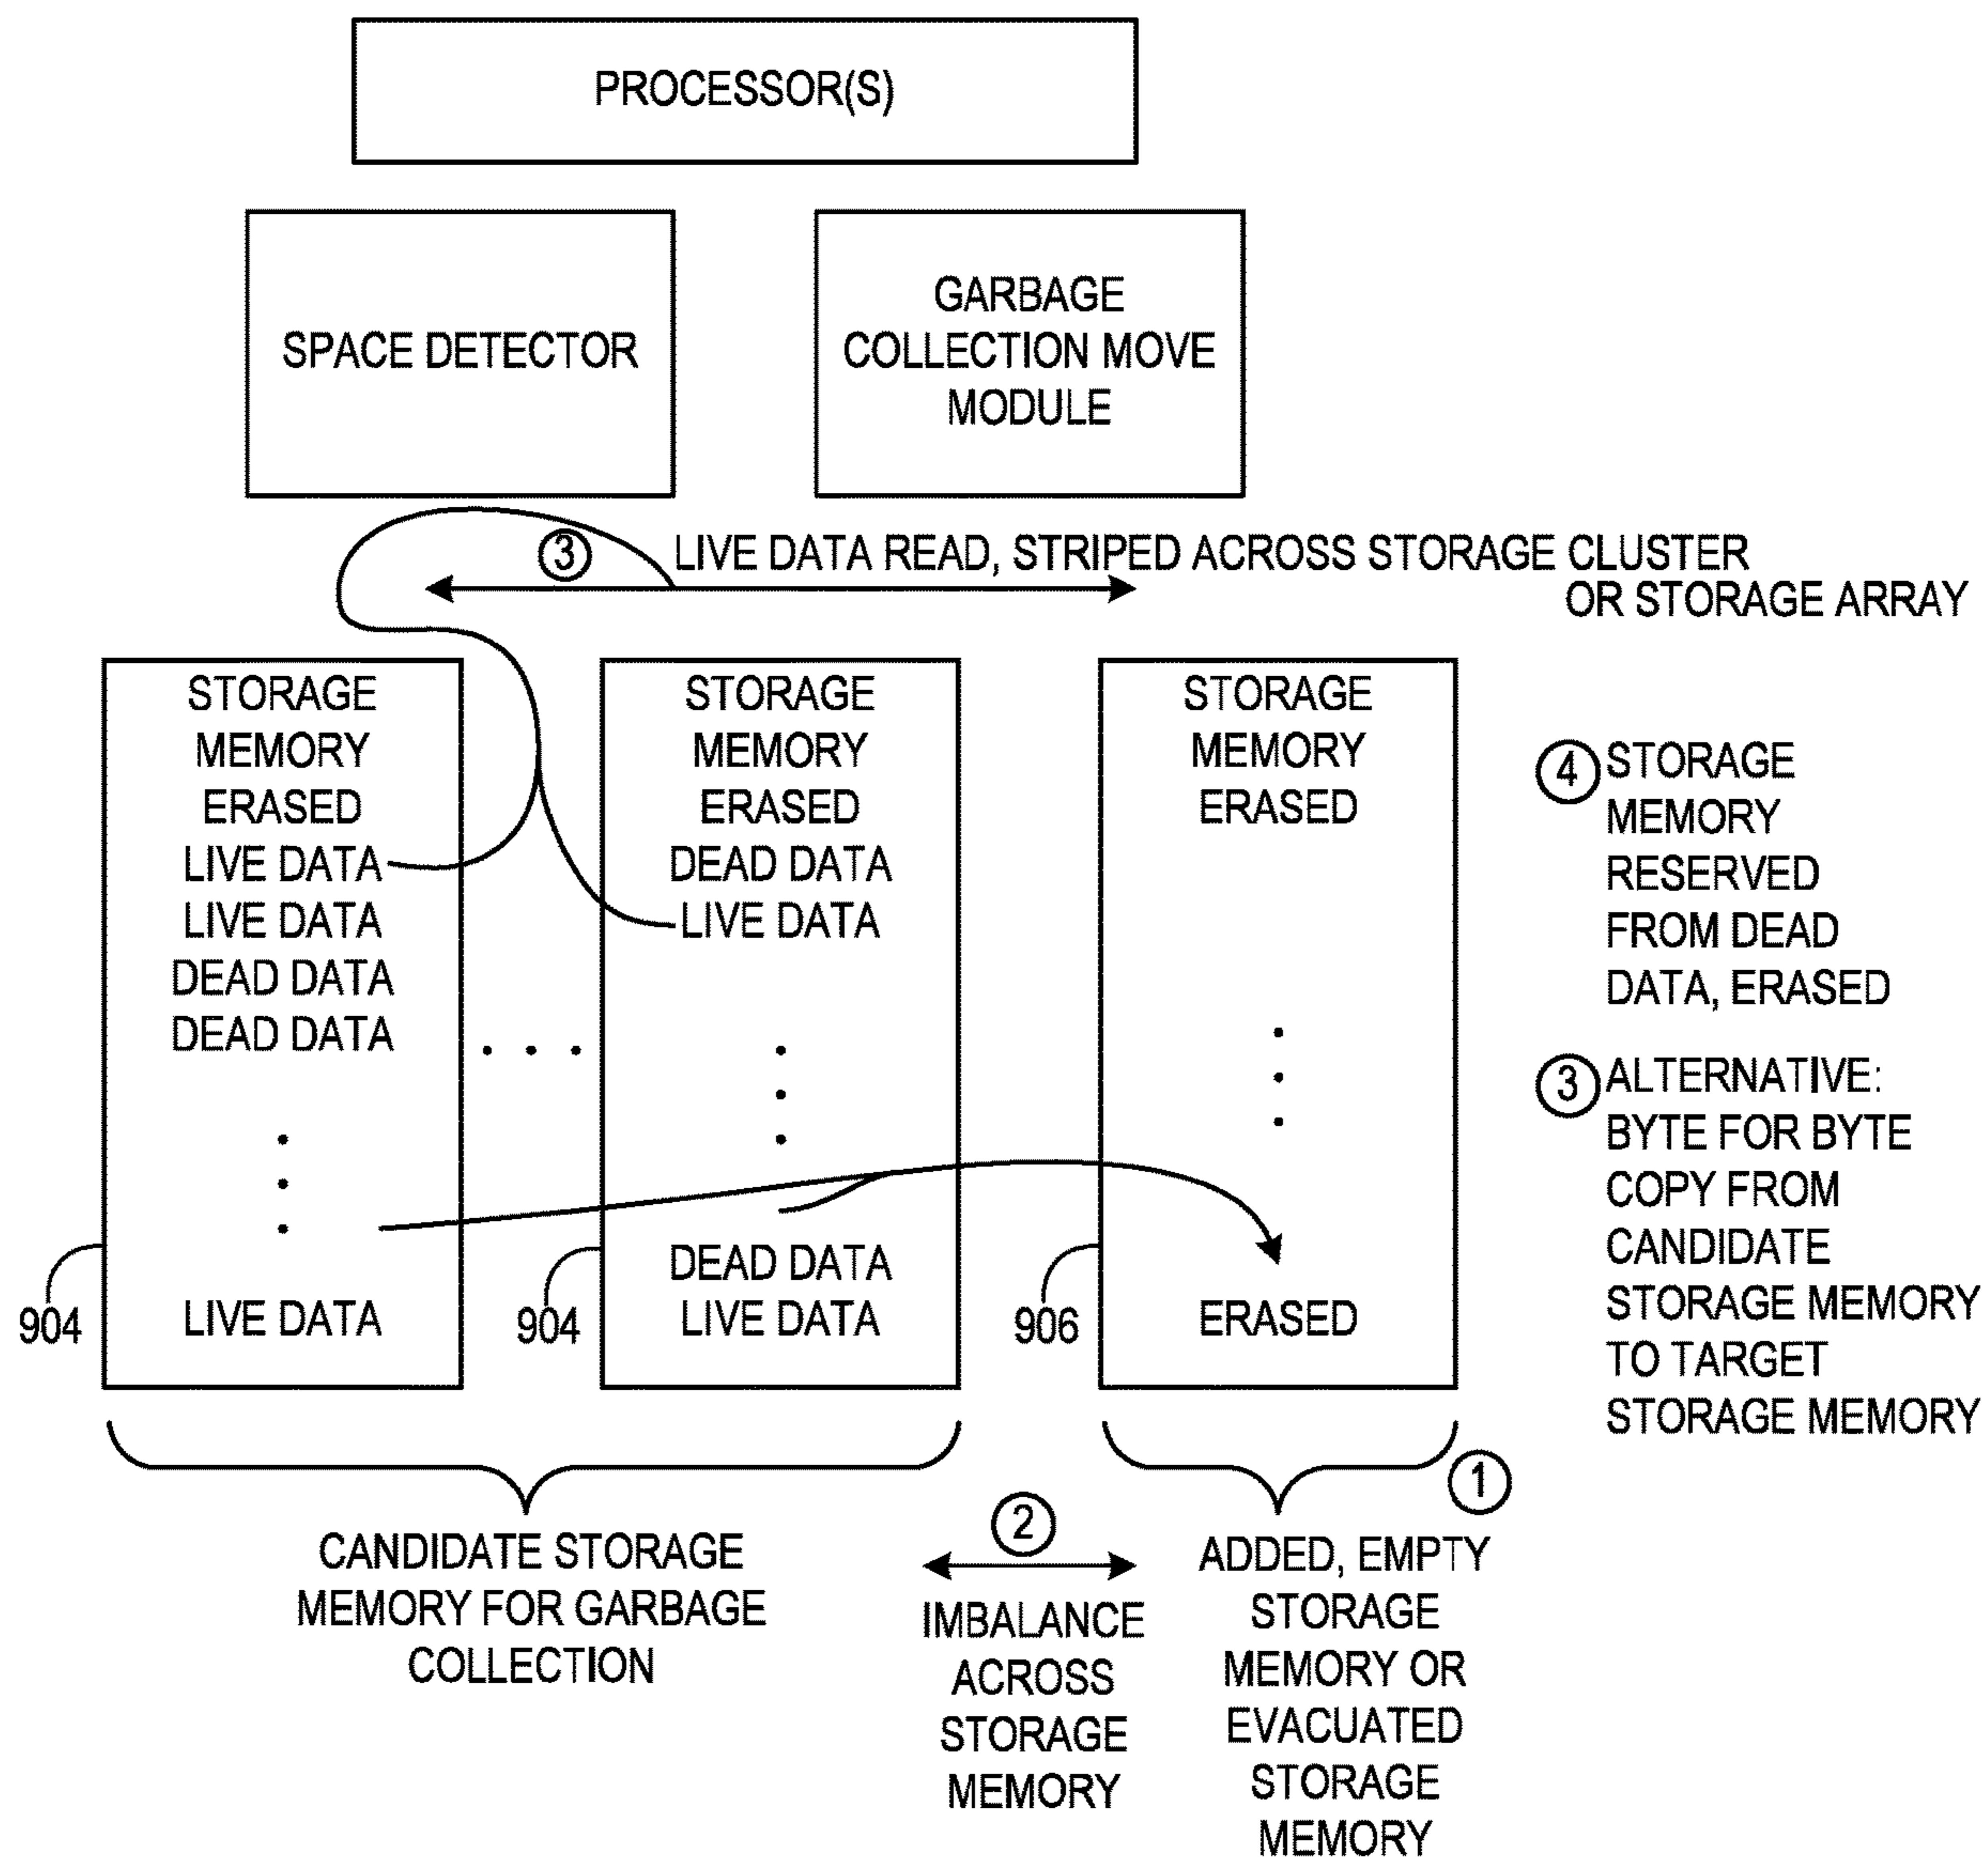 PROCESSOR(S)
SPACE DETECTOR
GARBAGE
COLLECTION MOVE
MODULE
3 LIVE DATA READ, STRIPED ACROSS STORAGE CLUSTER
OR STORAGE ARRAY
STORAGE
MEMORY
ERASED
LIVE DATA
LIVE DATA
DEAD DATA
DEAD DATA
LIVE DATA
904
STORAGE
MEMORY
ERASED
DEAD DATA
LIVE DATA
DEAD DATA
LIVE DATA
904
STORAGE
MEMORY
ERASED
ERASED
906
4 STORAGE
MEMORY
RESERVED
FROM DEAD
DATA, ERASED
3 ALTERNATIVE:
BYTE FOR BYTE
COPY FROM
CANDIDATE
STORAGE MEMORY
TO TARGET
STORAGE MEMORY
CANDIDATE STORAGE
MEMORY FOR GARBAGE
COLLECTION
2
IMBALANCE
ACROSS
STORAGE
MEMORY
1
ADDED, EMPTY
STORAGE
MEMORY OR
EVACUATED
STORAGE
MEMORY